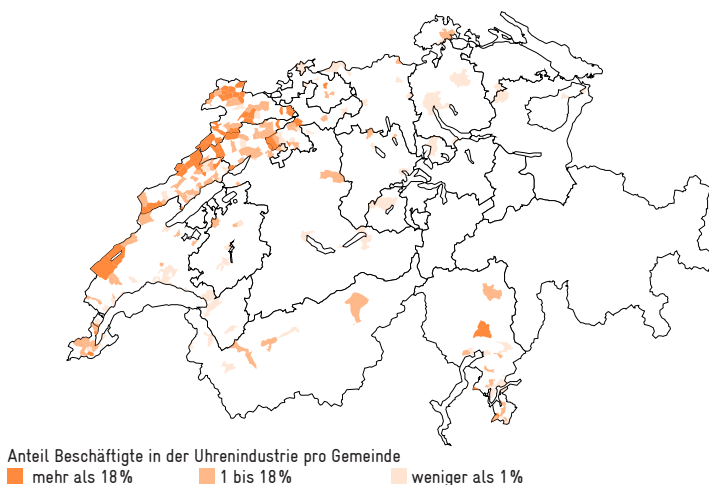 Anteil Beschäftigte in der Uhrenindustrie pro Gemeinde
mehr als 18% 1 bis 18% weniger als 1%